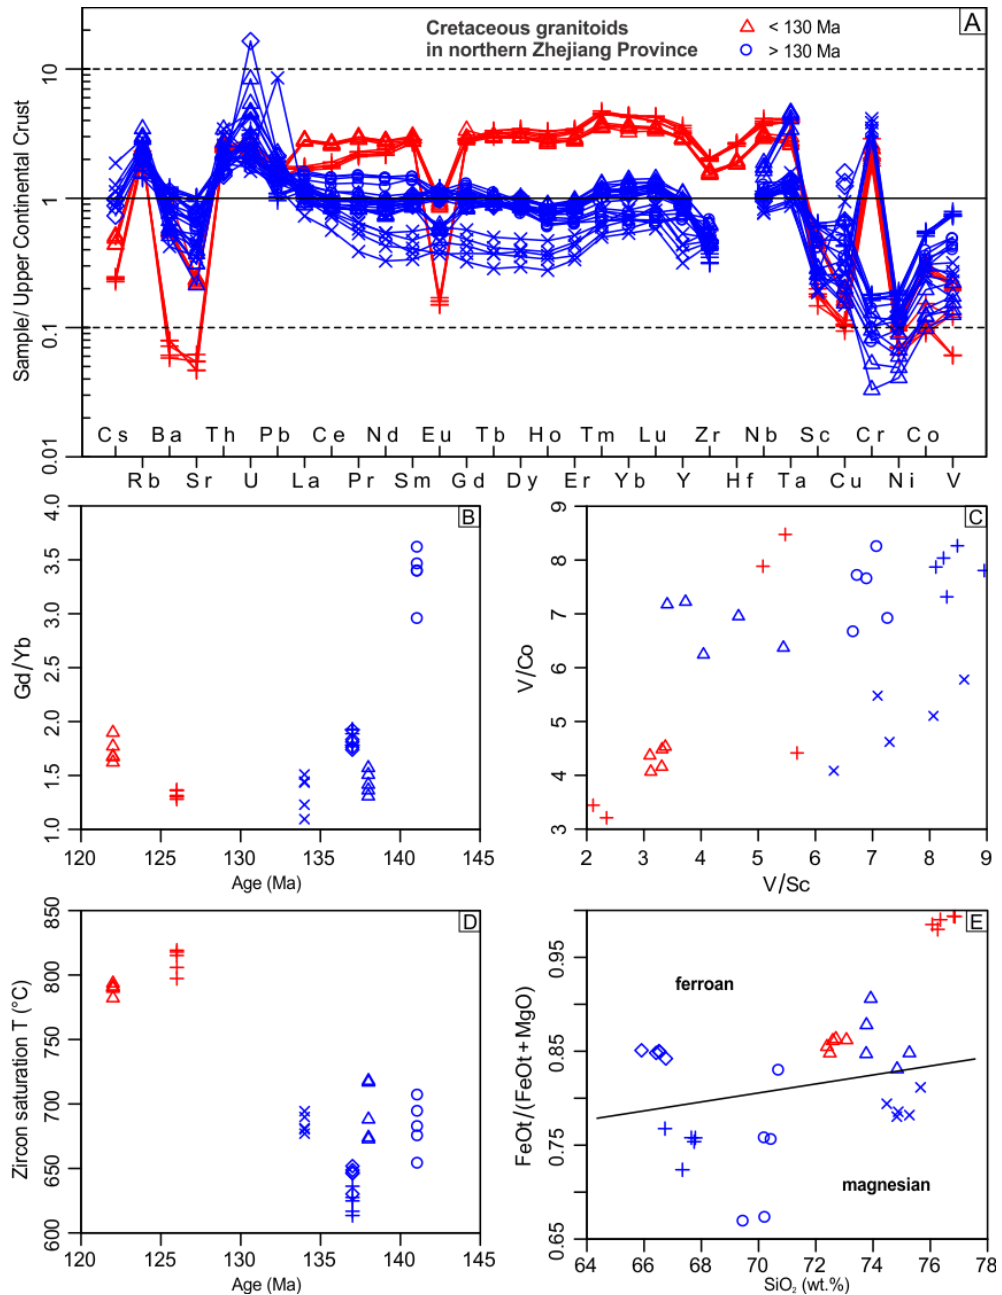 Cretaceous granitoids
in northern Zhejiang Province
< 130 Ma
> 130 Ma
A
Sample/ Upper Continental Crust
10
1
0.1
0.01
Cs Ba Th Pb Ce Nd Eu Tb Ho Tm Lu Zr Nb Sc Cr Co
Rb Sr U La Pr Sm Gd Dy Er Yb Y Hf Ta Cu Ni V
B
Gd/Yb
4.0
3.5
3.0
2.5
2.0
1.5
1.0
120 125 130 135 140 145
Age (Ma)
C
V/Co
9
8
7
6
5
4
3
2 3 4 5 6 7 8 9
V/Sc
D
Zircon saturation T (°C)
850
800
750
700
650
600
120 125 130 135 140 145
Age (Ma)
E
FeOt/(FeOt+MgO)
0.95
0.85
0.75
0.65
ferroan
magnesian
64 66 68 70 72 74 76 78
SiO₂ (wt.%)